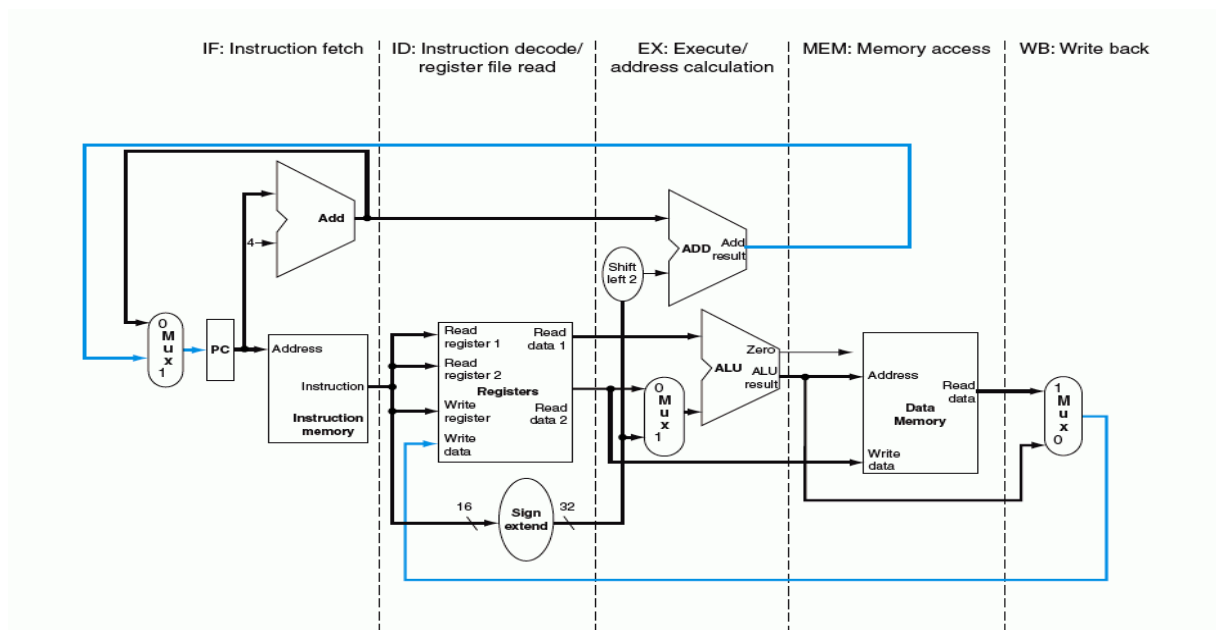 IF: Instruction fetch
ID: Instruction decode/
register file read
EX: Execute/
address calculation
MEM: Memory access
WB: Write back
Add
4
ADD
Add
result
Shift
left 2
0
M
u
x
1
PC
Address
Instruction
Instruction
memory
Read
register 1
Read
register 2
Registers
Write
register
Write
data
Read
data 1
Read
data 2
0
M
u
x
1
Zero
ALU
ALU
result
Address
Read
data
Data
Memory
Write
data
1
M
u
x
0
16
Sign
extend
32